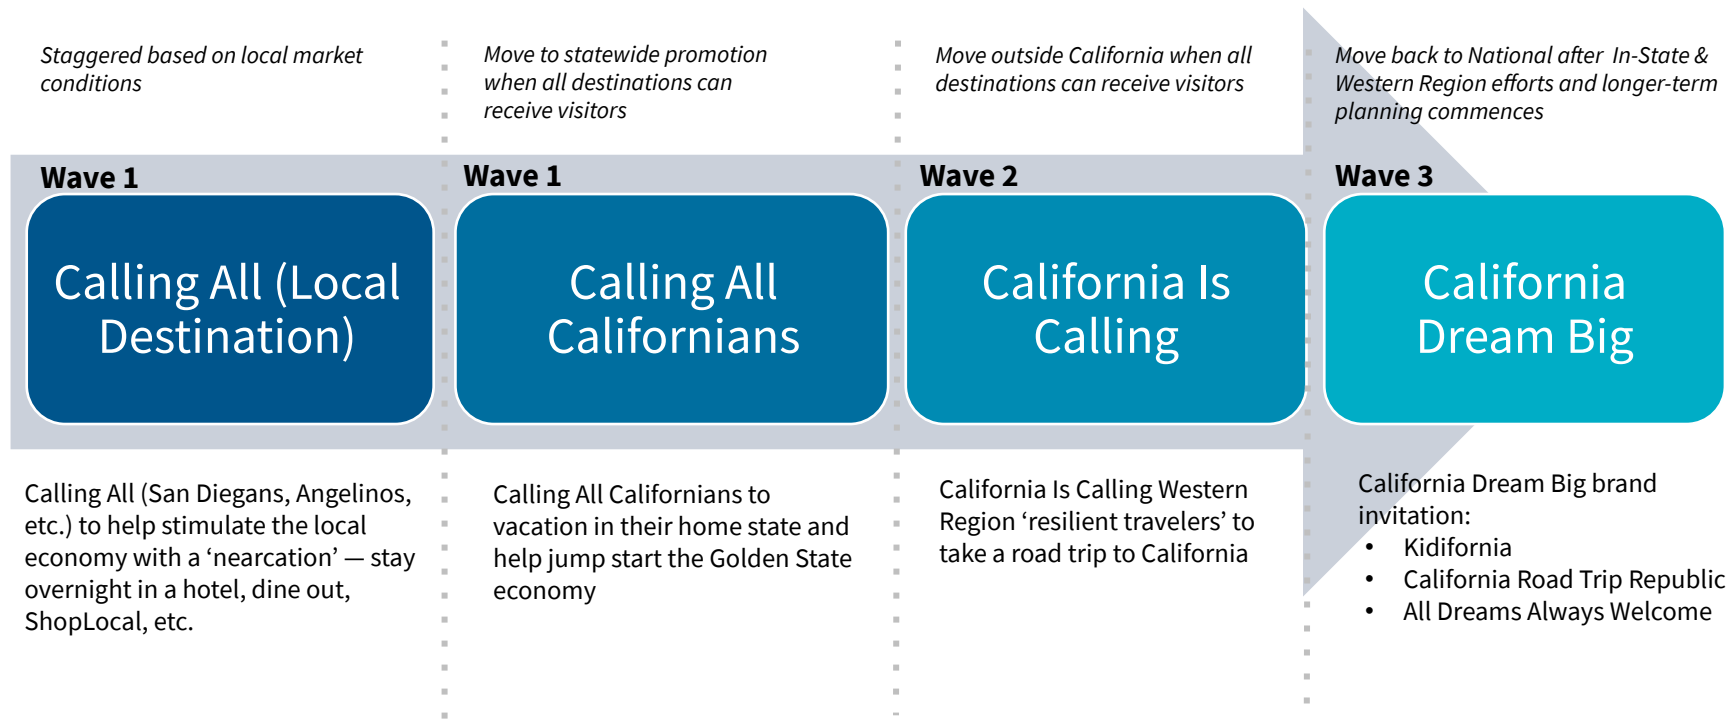 Staggered based on local market
conditions
Wave 1
Calling All (Local
Destination)
Calling All (San Diegans, Angelinos,
etc.) to help stimulate the local
economy with a ‘nearcation’ — stay
overnight in a hotel, dine out,
ShopLocal, etc.
Move to statewide promotion
when all destinations can
receive visitors
Wave 1
Calling All
Californians
Calling All Californians to
vacation in their home state and
help jump start the Golden State
economy
Move outside California when all
destinations can receive visitors
Wave 2
California Is
Calling
California Is Calling Western
Region ‘resilient travelers’ to
take a road trip to California
Move back to National after In-State &
Western Region efforts and longer-term
planning commences
Wave 3
California
Dream Big
California Dream Big brand
invitation:
• Kidifornia
• California Road Trip Republic
• All Dreams Always Welcome